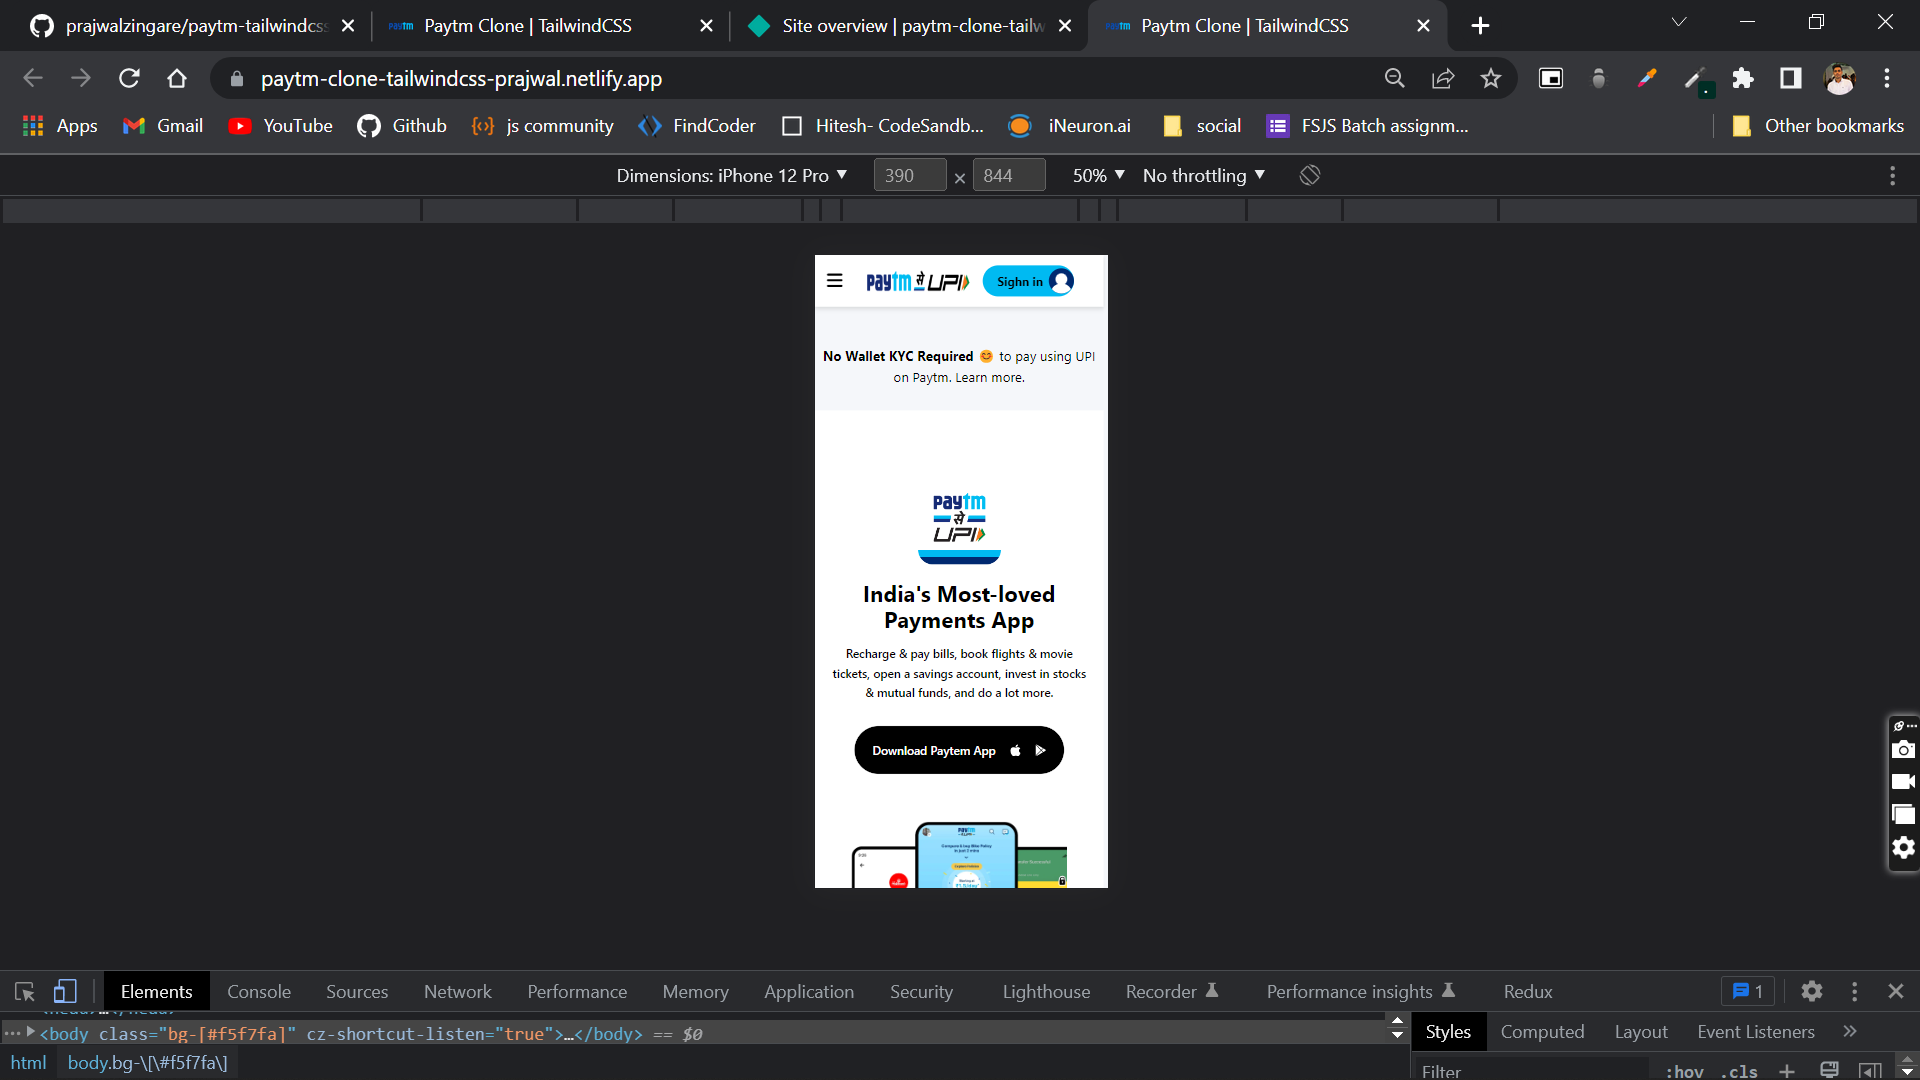 prajwalzingare/paytm-tailwindcss
Paytm Clone | TailwindCSS
Site overview | paytm-clone-tailw
Paytm Clone | TailwindCSS
paytm-clone-tailwindcss-prajwal.netlify.app
Apps
Gmail
YouTube
Github
js community
FindCoder
Hitesh- CodeSandb...
iNeuron.ai
social
FSJS Batch assignm...
Other bookmarks
Dimensions: iPhone 12 Pro
390 × 844
50%
No throttling
paytm से UPI
Sighn in
No Wallet KYC Required 😊 to pay using UPI
on Paytm. Learn more.
paytm
से
UPI
India's Most-loved
Payments App
Recharge & pay bills, book flights & movie
tickets, open a savings account, invest in stocks
& mutual funds, and do a lot more.
Download Paytem App
Elements
Console
Sources
Network
Performance
Memory
Application
Security
Lighthouse
Recorder
Performance insights
Redux
1
<body class="bg-[#f5f7fa]" cz-shortcut-listen="true">…</body> == $0
Styles
Computed
Layout
Event Listeners
html body.bg-\[\#f5f7fa\]
Filter
:hov .cls